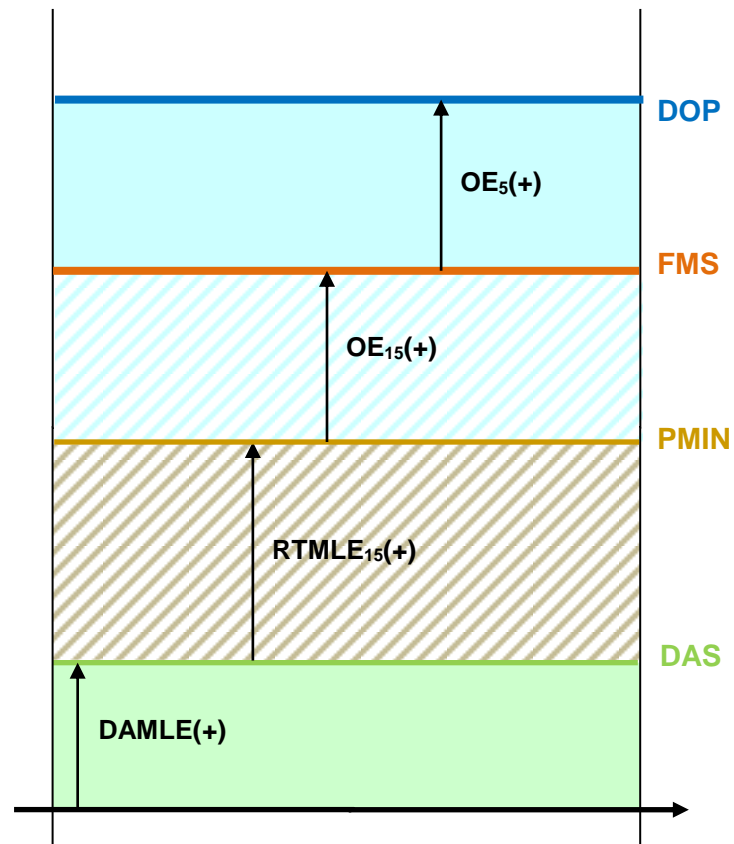 DOP
OE₅(+)
FMS
OE₁₅(+)
PMIN
RTMLE₁₅(+)
DAS
DAMLE(+)